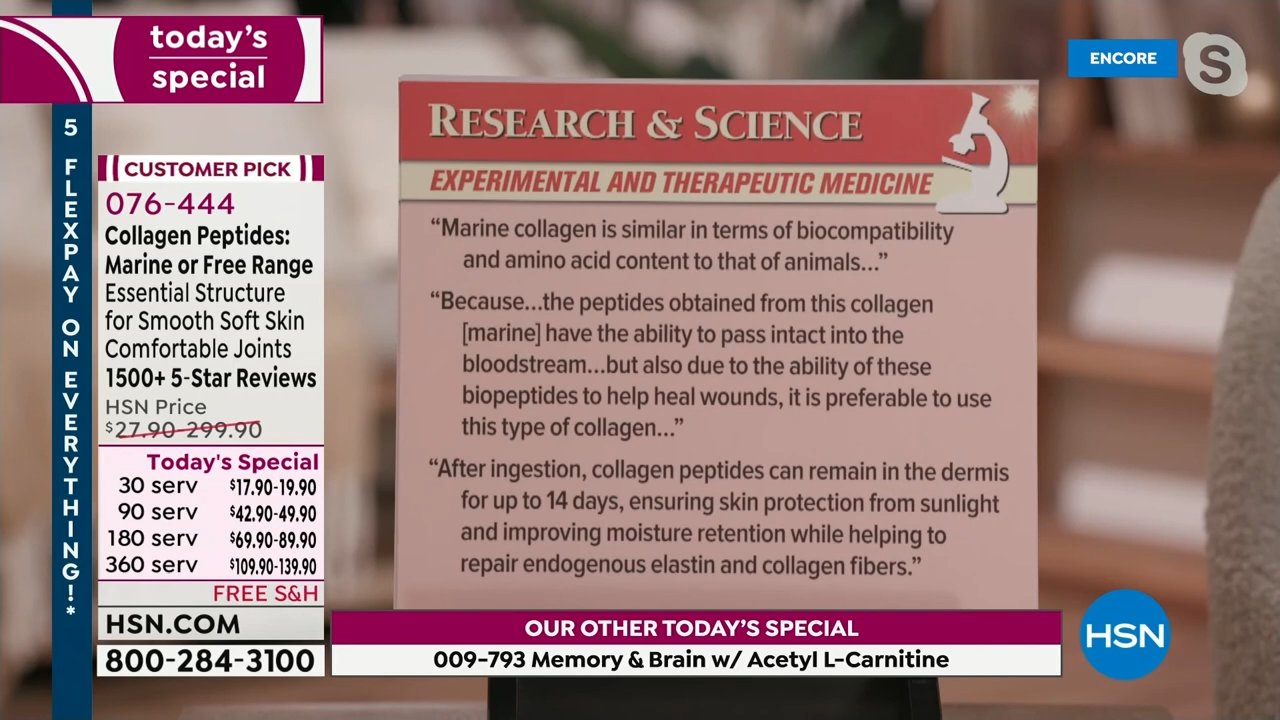 today's
special
ENCORE
S
5 FLEXPAY ON EVERYTHING!*
CUSTOMER PICK
076-444
Collagen Peptides:
Marine or Free Range
Essential Structure
for Smooth Soft Skin
Comfortable Joints
1500+ 5-Star Reviews
HSN Price
$27.90-299.90
Today's Special
30 serv $17.90-19.90
90 serv $42.90-49.90
180 serv $69.90-89.90
360 serv $109.90-139.90
FREE S&H
HSN.COM
800-284-3100
RESEARCH & SCIENCE
EXPERIMENTAL AND THERAPEUTIC MEDICINE
“Marine collagen is similar in terms of biocompatibility
and amino acid content to that of animals...”
“Because...the peptides obtained from this collagen
[marine] have the ability to pass intact into the
bloodstream...but also due to the ability of these
biopeptides to help heal wounds, it is preferable to use
this type of collagen...”
“After ingestion, collagen peptides can remain in the dermis
for up to 14 days, ensuring skin protection from sunlight
and improving moisture retention while helping to
repair endogenous elastin and collagen fibers.”
OUR OTHER TODAY'S SPECIAL
009-793 Memory & Brain w/ Acetyl L-Carnitine
HSN